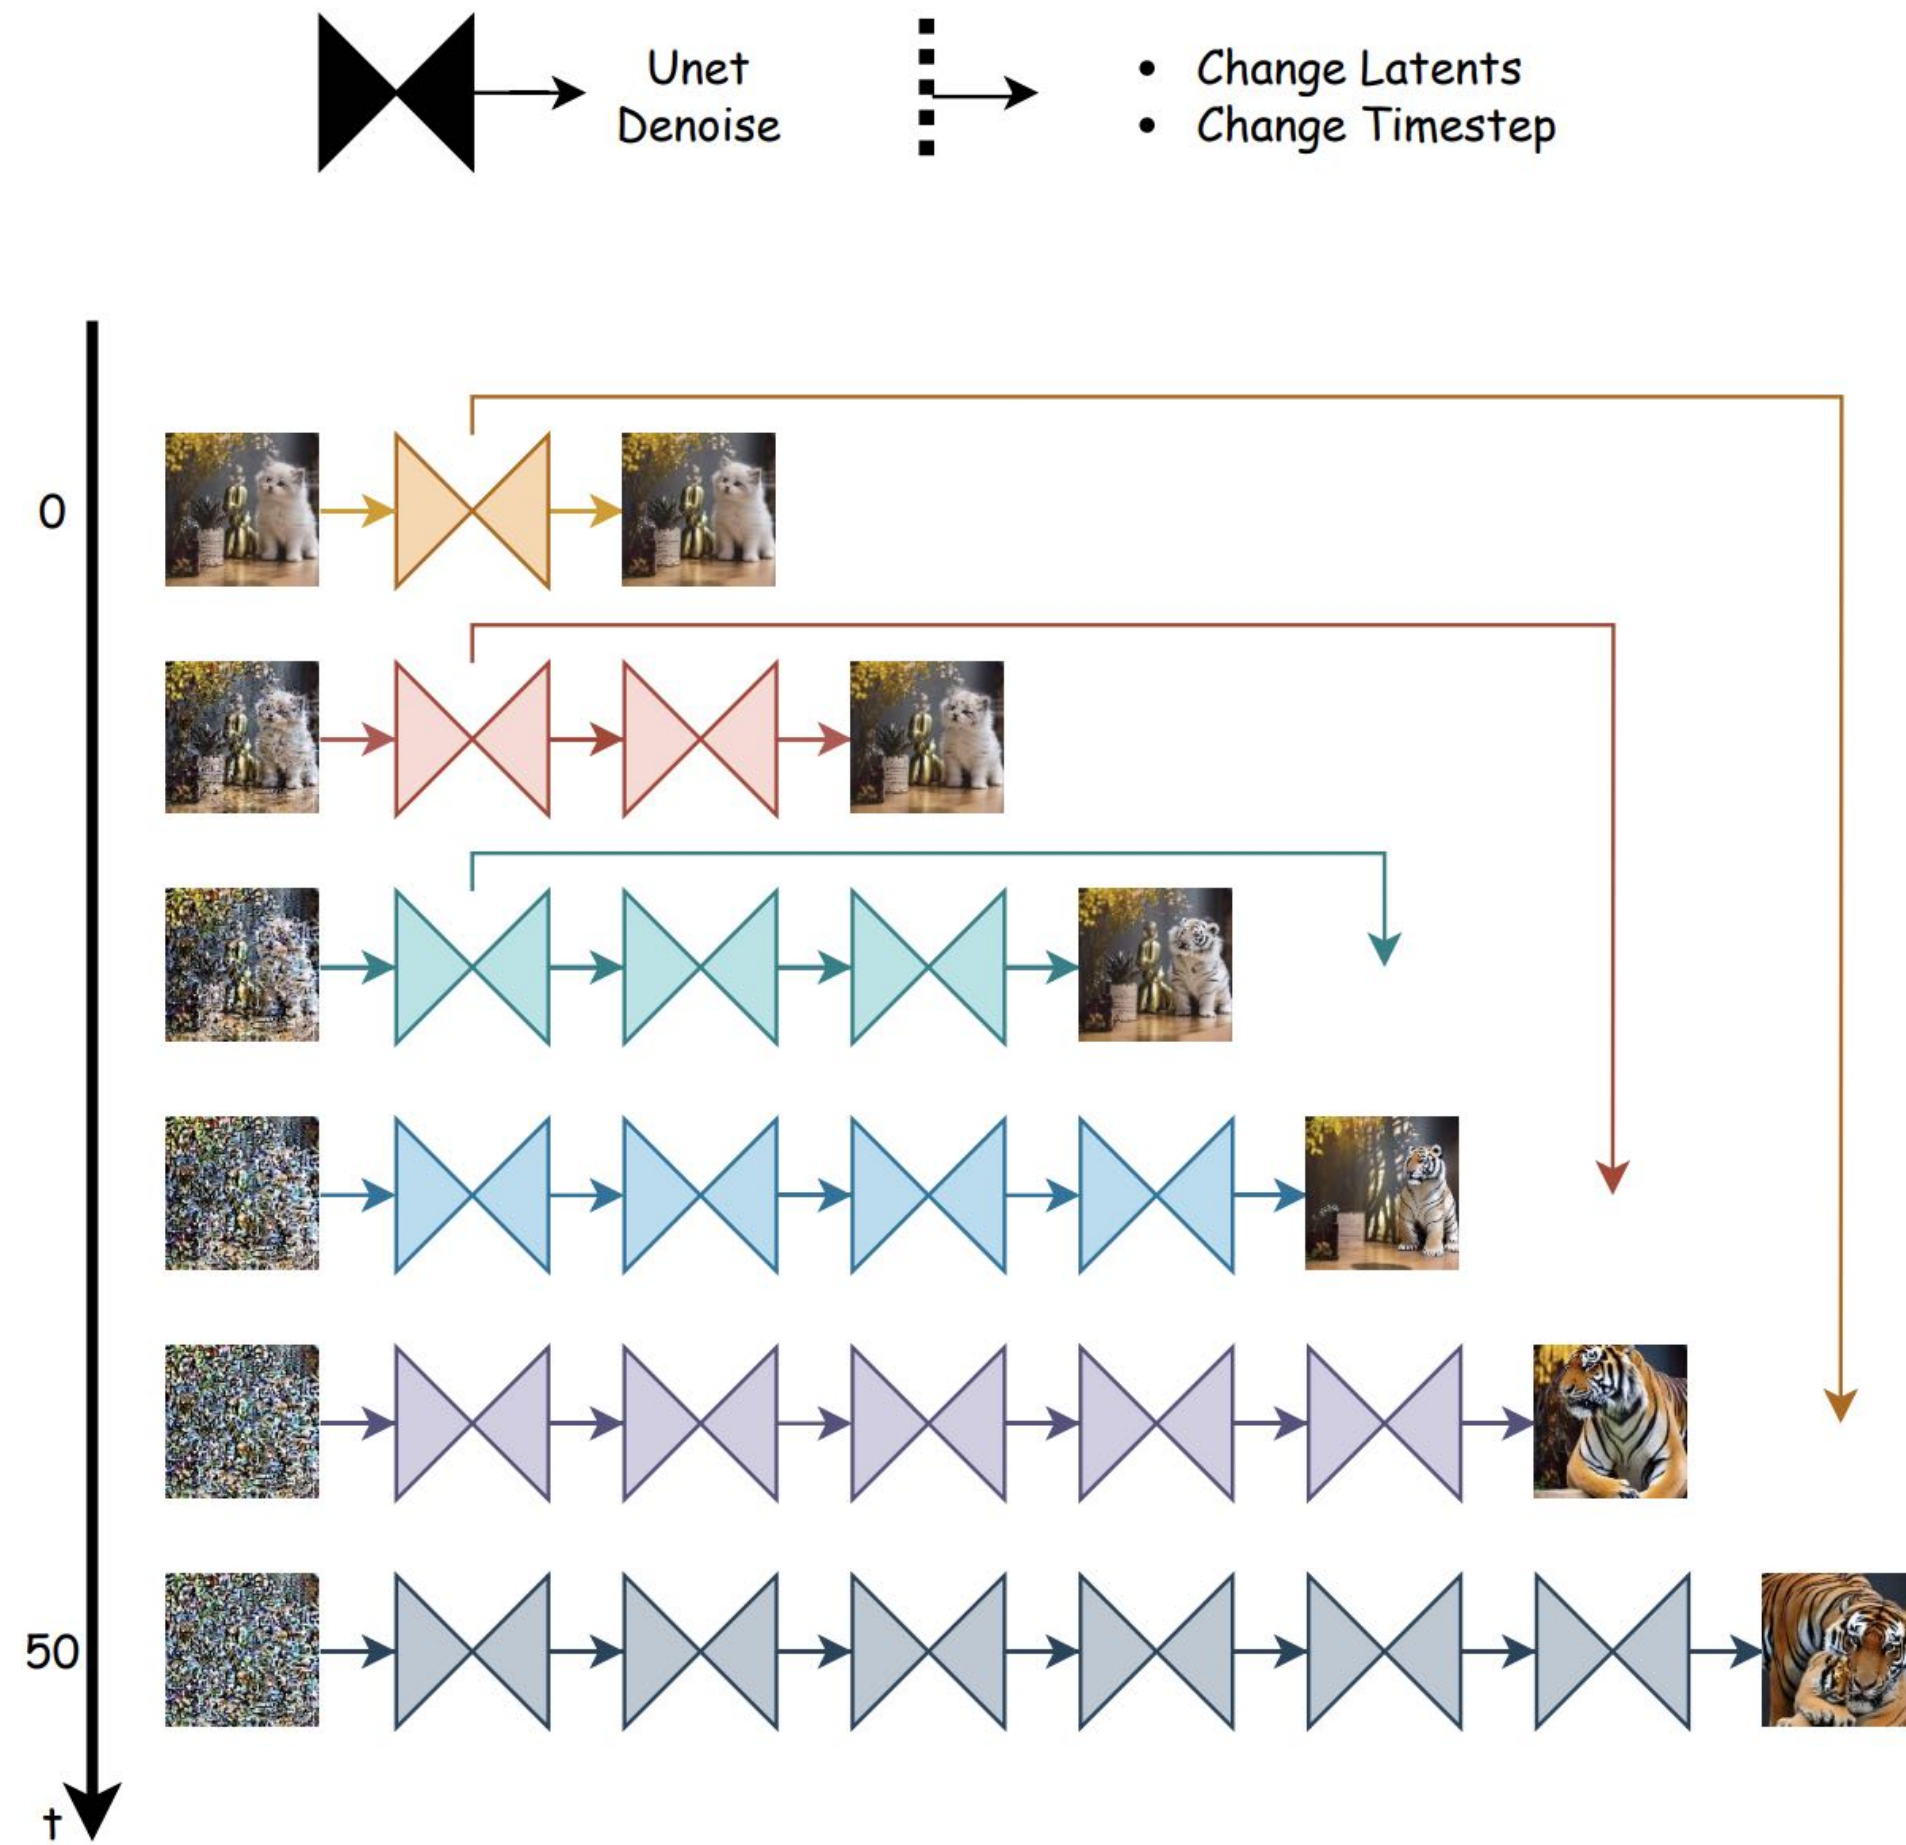 Unet
Denoise
• Change Latents
• Change Timestep
0
50
t